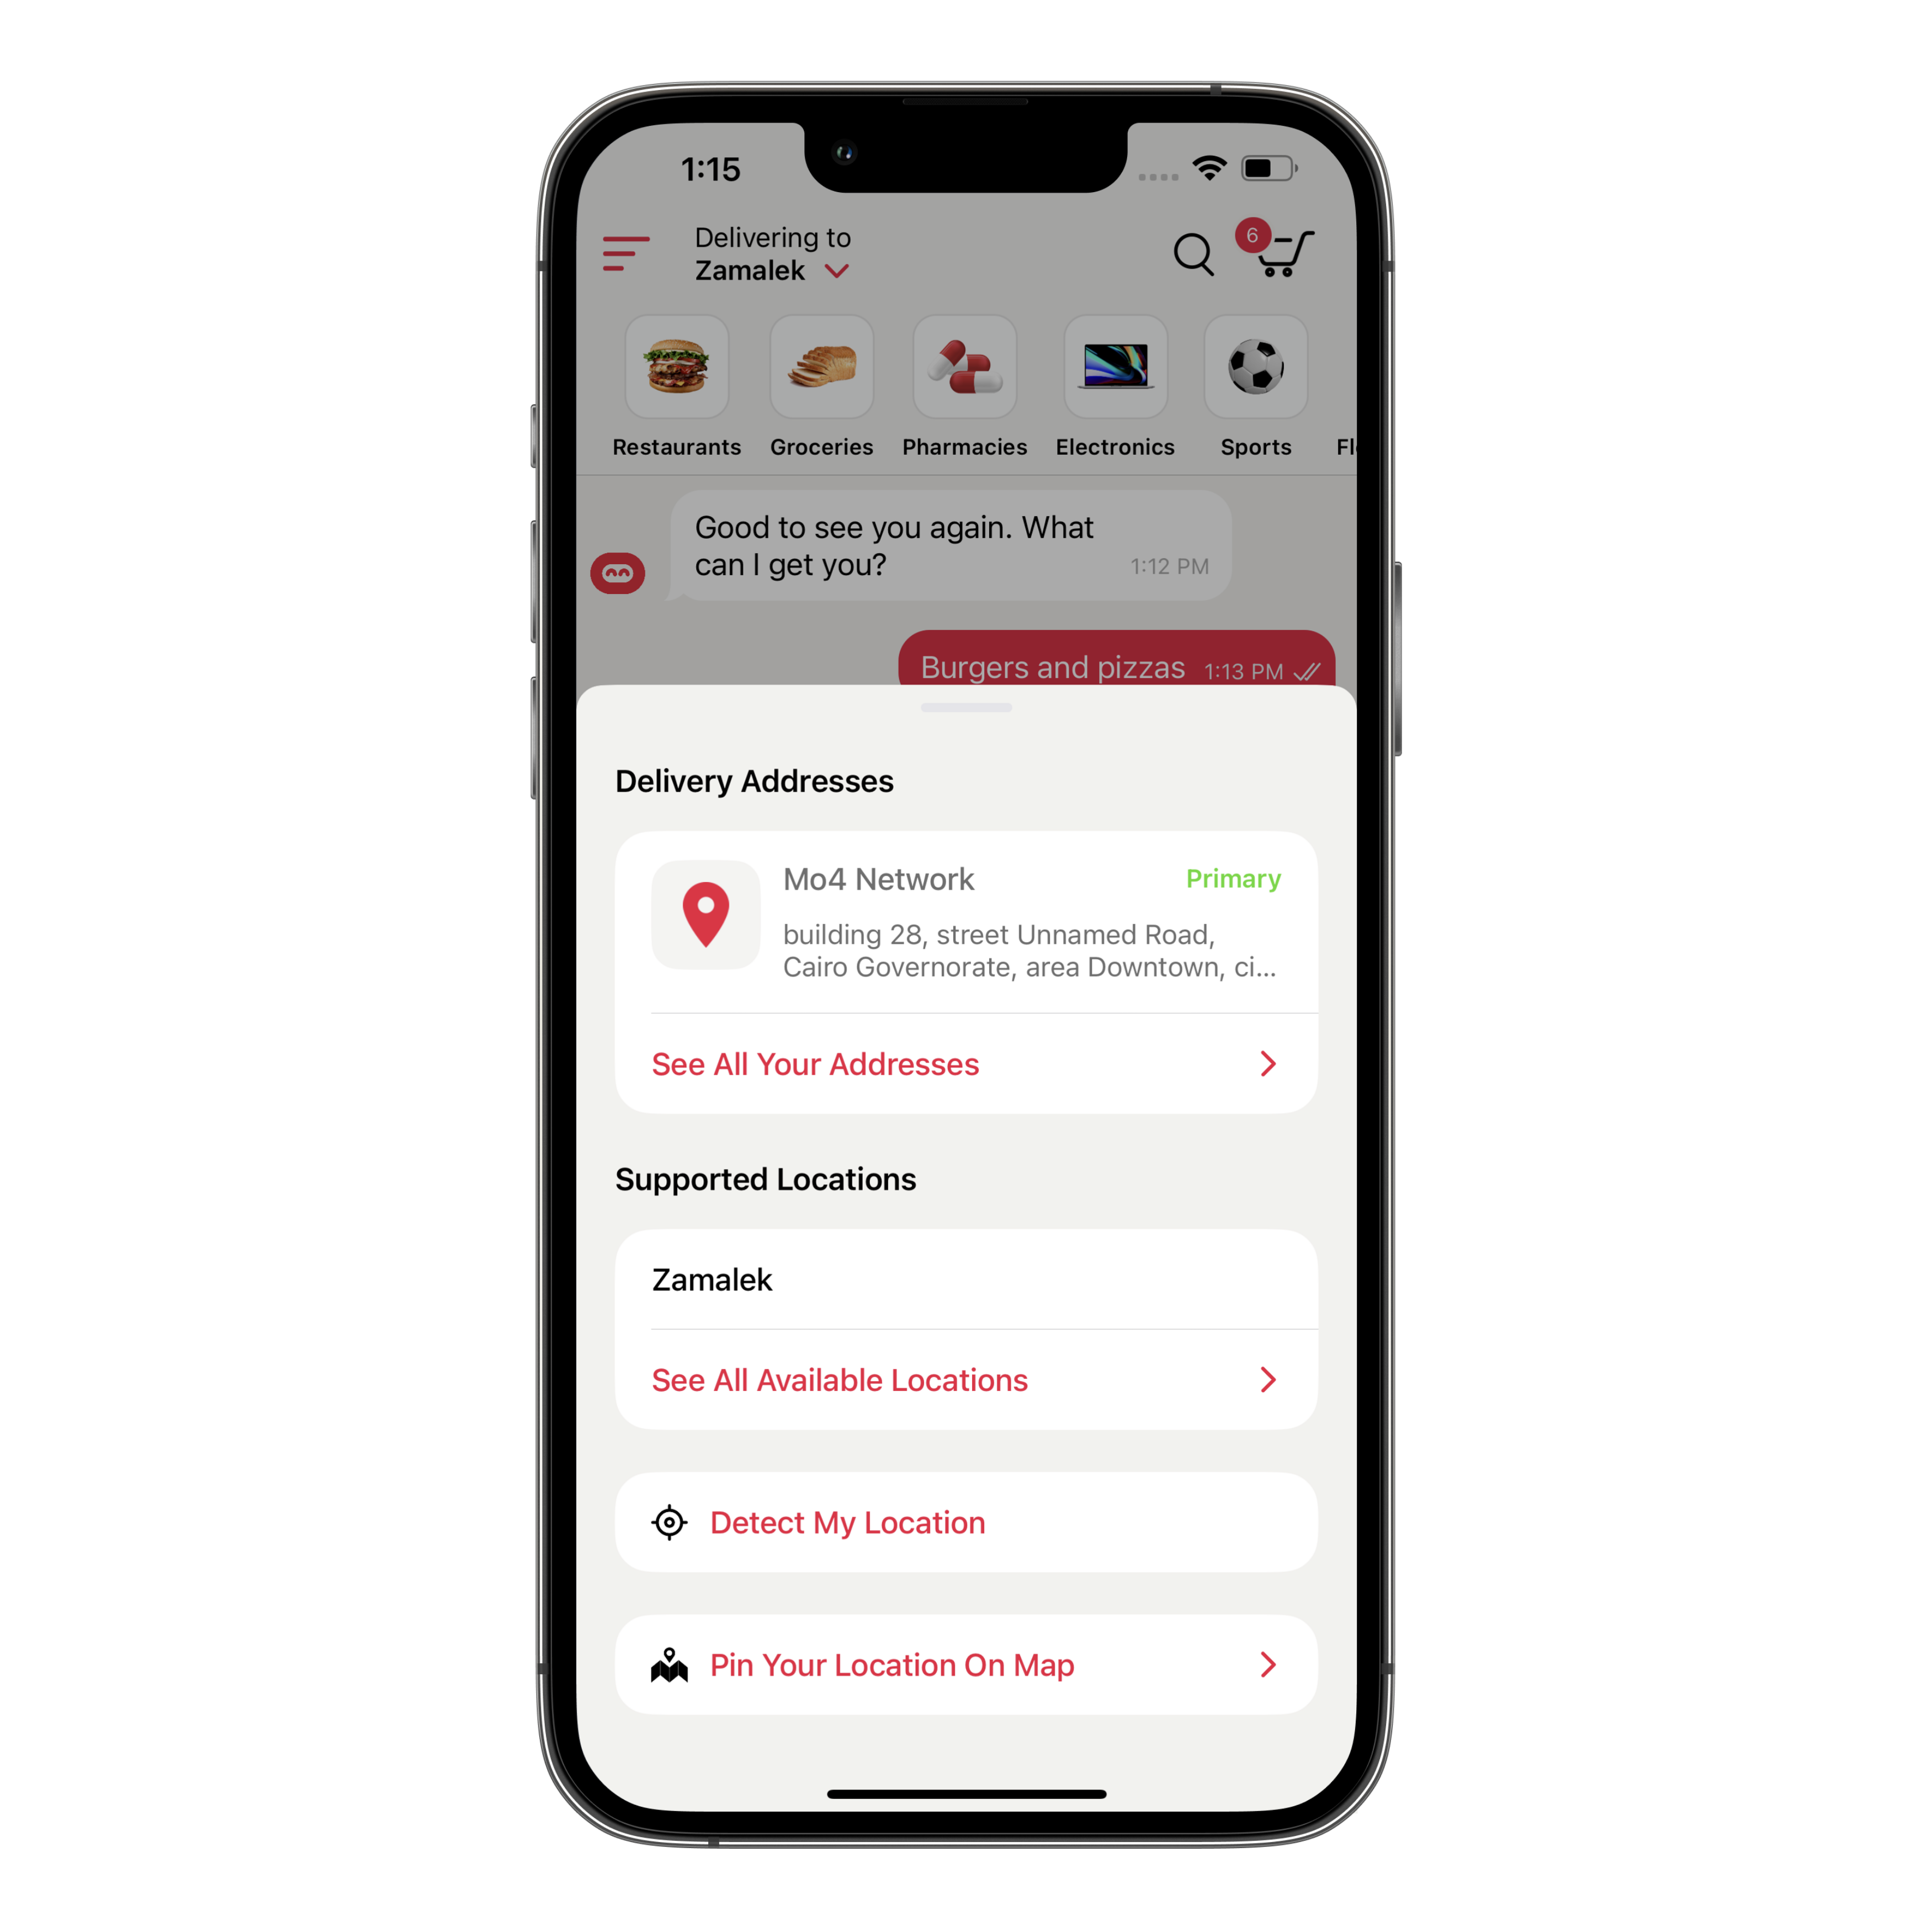 1:15
Delivering to
Zamalek
6
Restaurants Groceries Pharmacies Electronics Sports Fl
Good to see you again. What
can I get you? 1:12 PM
Burgers and pizzas 1:13 PM
Delivery Addresses
Mo4 Network Primary
building 28, street Unnamed Road,
Cairo Governorate, area Downtown, ci...
See All Your Addresses
Supported Locations
Zamalek
See All Available Locations
Detect My Location
Pin Your Location On Map